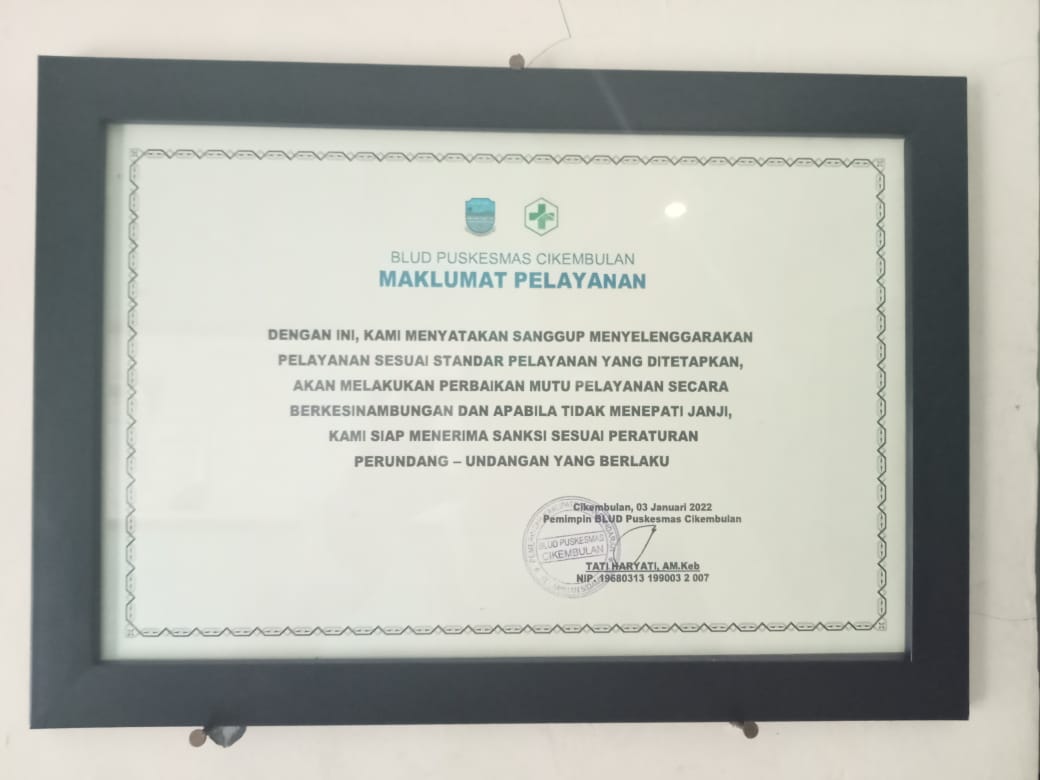 BLUD PUSKESMAS CIKEMBULAN
MAKLUMAT PELAYANAN
DENGAN INI, KAMI MENYATAKAN SANGGUP MENYELENGGARAKAN
PELAYANAN SESUAI STANDAR PELAYANAN YANG DITETAPKAN,
AKAN MELAKUKAN PERBAIKAN MUTU PELAYANAN SECARA
BERKESINAMBUNGAN DAN APABILA TIDAK MENEPATI JANJI,
KAMI SIAP MENERIMA SANKSI SESUAI PERATURAN
PERUNDANG – UNDANGAN YANG BERLAKU
Cikembulan, 03 Januari 2022
Pemimpin BLUD Puskesmas Cikembulan
BLUD PUSKESMAS
CIKEMBULAN
TATI HARYATI, AM.Keb
NIP. 19680313 199003 2 007